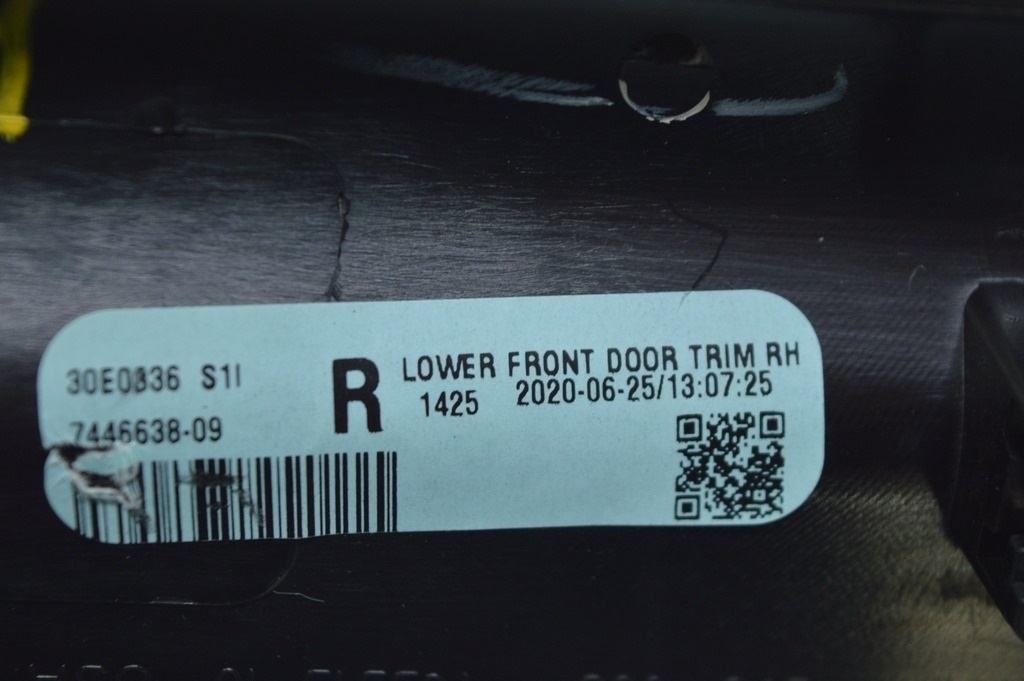 30E0836 S1I
7446638-09
R
LOWER FRONT DOOR TRIM RH
1425 2020-06-25/13:07:25